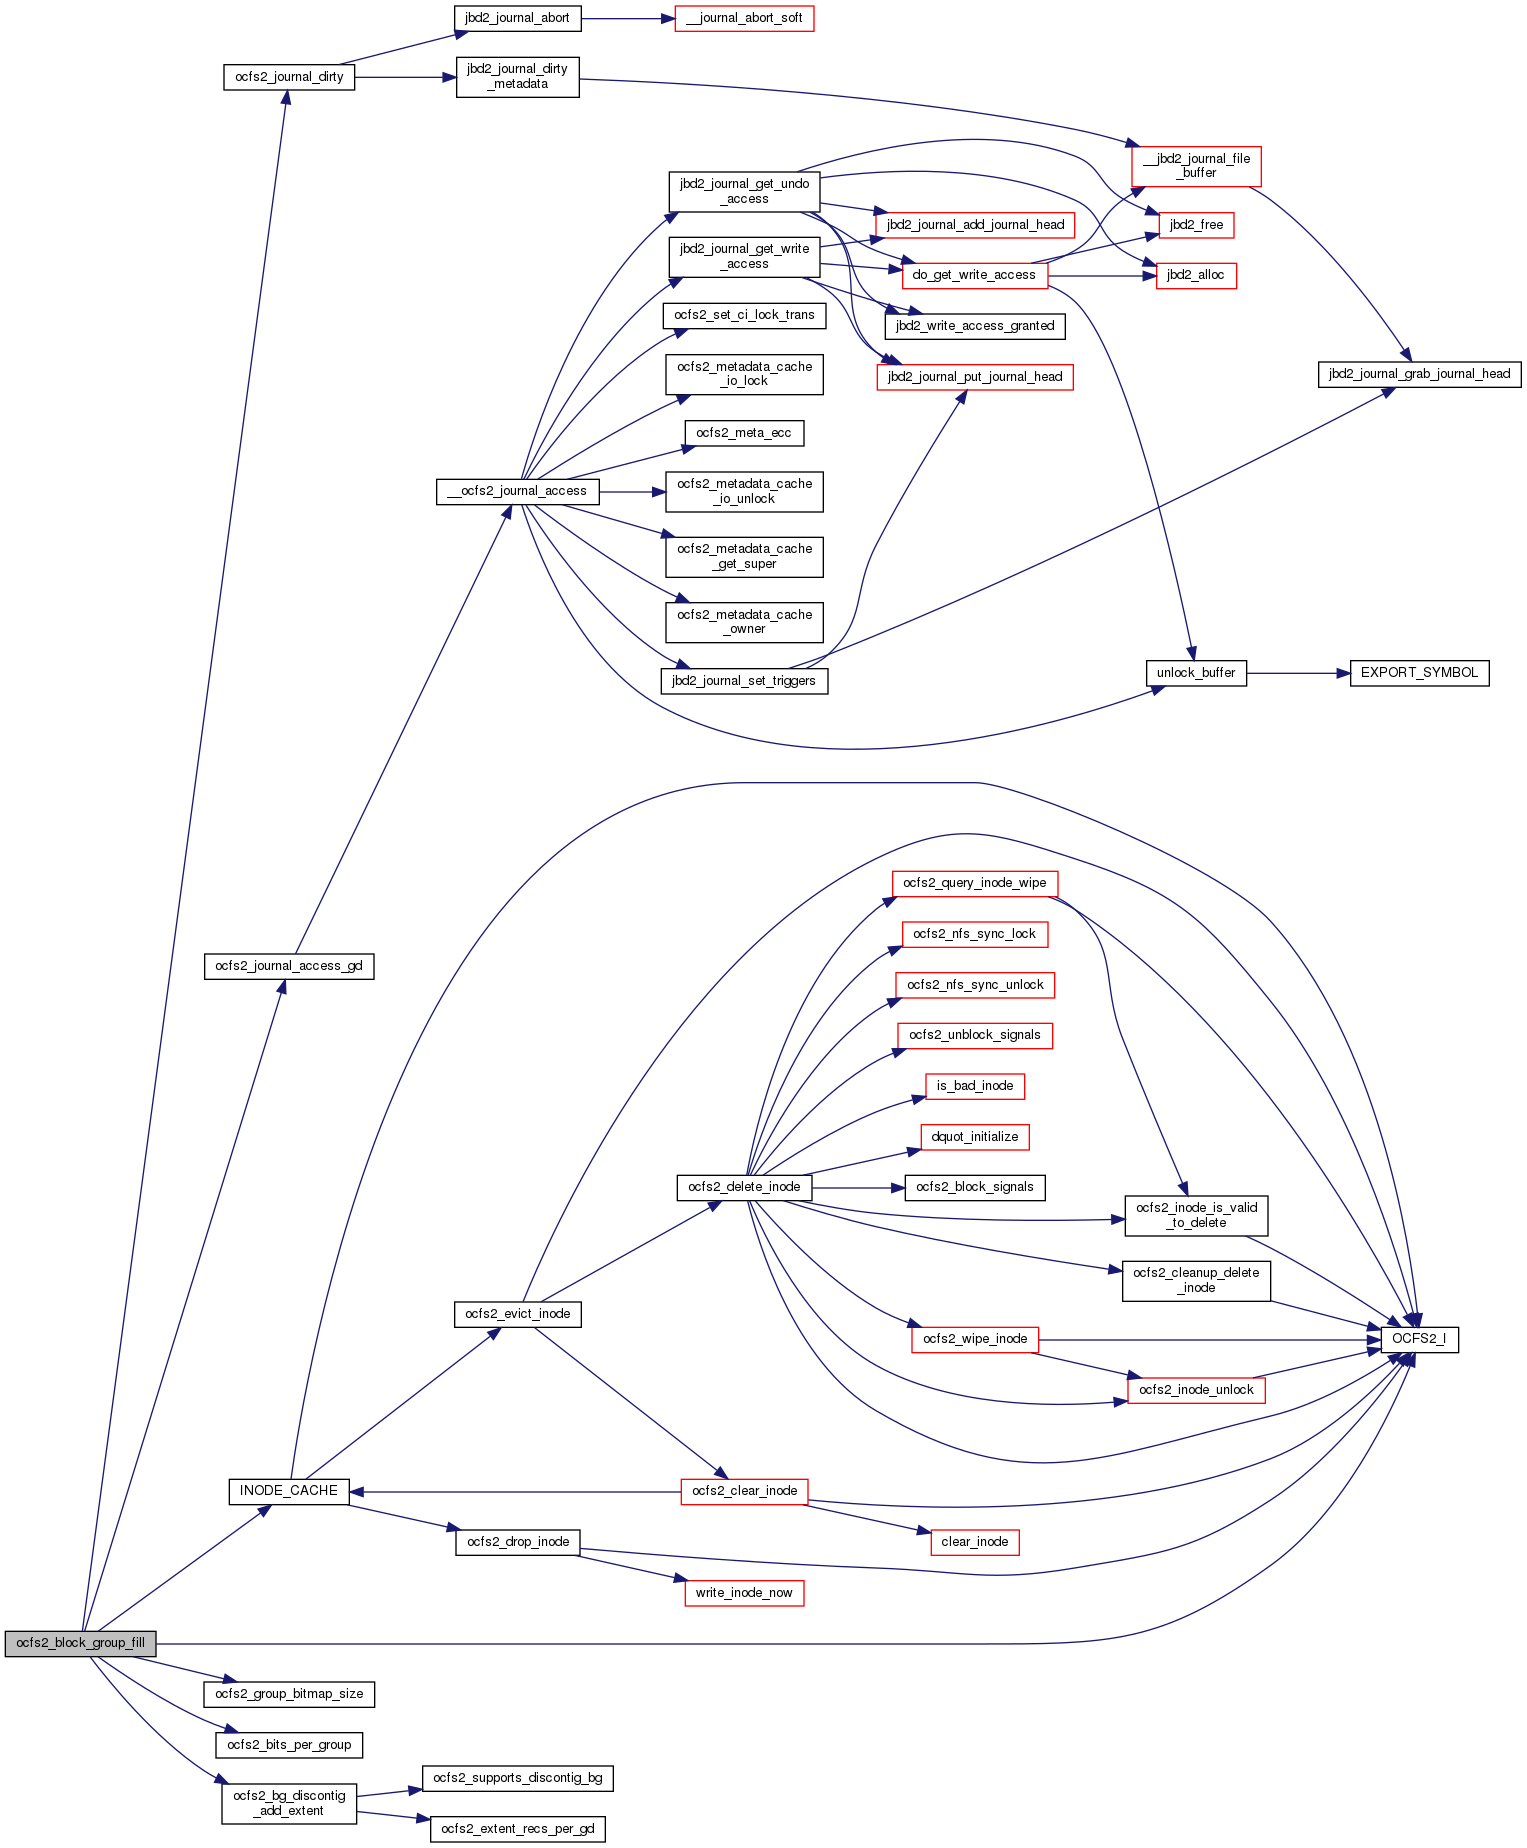 jbd2_journal_abort
__journal_abort_soft
ocfs2_journal_dirty
jbd2_journal_dirty
_metadata
__jbd2_journal_file
_buffer
jbd2_journal_get_undo
_access
jbd2_journal_add_journal_head
jbd2_free
jbd2_journal_get_write
_access
do_get_write_access
jbd2_alloc
ocfs2_set_ci_lock_trans
jbd2_write_access_granted
ocfs2_metadata_cache
_io_lock
jbd2_journal_put_journal_head
jbd2_journal_grab_journal_head
ocfs2_meta_ecc
__ocfs2_journal_access
ocfs2_metadata_cache
_io_unlock
ocfs2_metadata_cache
_get_super
ocfs2_metadata_cache
_owner
jbd2_journal_set_triggers
unlock_buffer
EXPORT_SYMBOL
ocfs2_query_inode_wipe
ocfs2_nfs_sync_lock
ocfs2_journal_access_gd
ocfs2_nfs_sync_unlock
ocfs2_unblock_signals
is_bad_inode
dquot_initialize
ocfs2_delete_inode
ocfs2_block_signals
ocfs2_inode_is_valid
_to_delete
ocfs2_cleanup_delete
_inode
ocfs2_evict_inode
ocfs2_wipe_inode
OCFS2_I
ocfs2_inode_unlock
INODE_CACHE
ocfs2_clear_inode
ocfs2_drop_inode
clear_inode
write_inode_now
ocfs2_block_group_fill
ocfs2_group_bitmap_size
ocfs2_bits_per_group
ocfs2_supports_discontig_bg
ocfs2_bg_discontig
_add_extent
ocfs2_extent_recs_per_gd